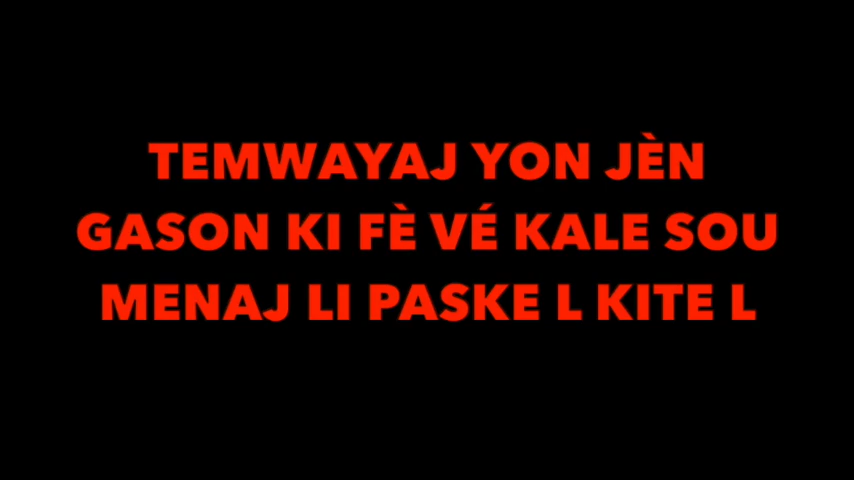 TEMWAYAJ YON JÈN
GASON KI FÈ VÉ KALE SOU
MENAJ LI PASKE L KITE L